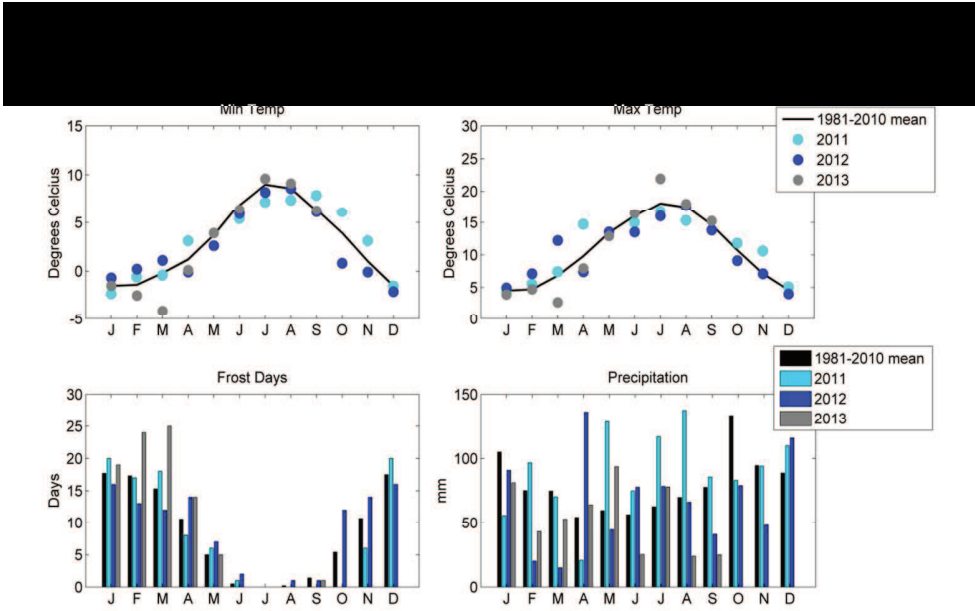 Min Temp
Max Temp
1981-2010 mean
2011
2012
2013
Degrees Celcius
15
10
5
0
-5
J F M A M J J A S O N D
Degrees Celcius
30
25
20
15
10
5
0
J F M A M J J A S O N D
Frost Days
Precipitation
1981-2010 mean
2011
2012
2013
Days
30
25
20
15
10
5
0
J F M A M J J A S O N D
mm
150
100
50
0
J F M A M J J A S O N D